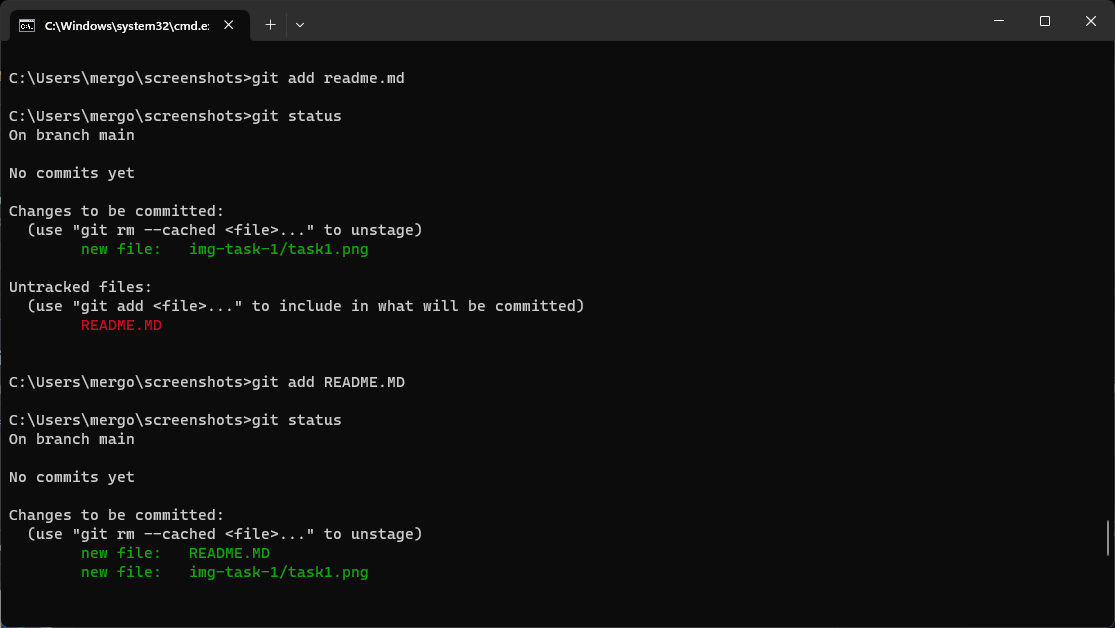 C:\Windows\system32\cmd.e
C:\Users\mergo\screenshots>git add readme.md
C:\Users\mergo\screenshots>git status
On branch main
No commits yet
Changes to be committed:
  (use "git rm --cached <file>..." to unstage)
        new file:   img-task-1/task1.png
Untracked files:
  (use "git add <file>..." to include in what will be committed)
        README.MD
C:\Users\mergo\screenshots>git add README.MD
C:\Users\mergo\screenshots>git status
On branch main
No commits yet
Changes to be committed:
  (use "git rm --cached <file>..." to unstage)
        new file:   README.MD
        new file:   img-task-1/task1.png